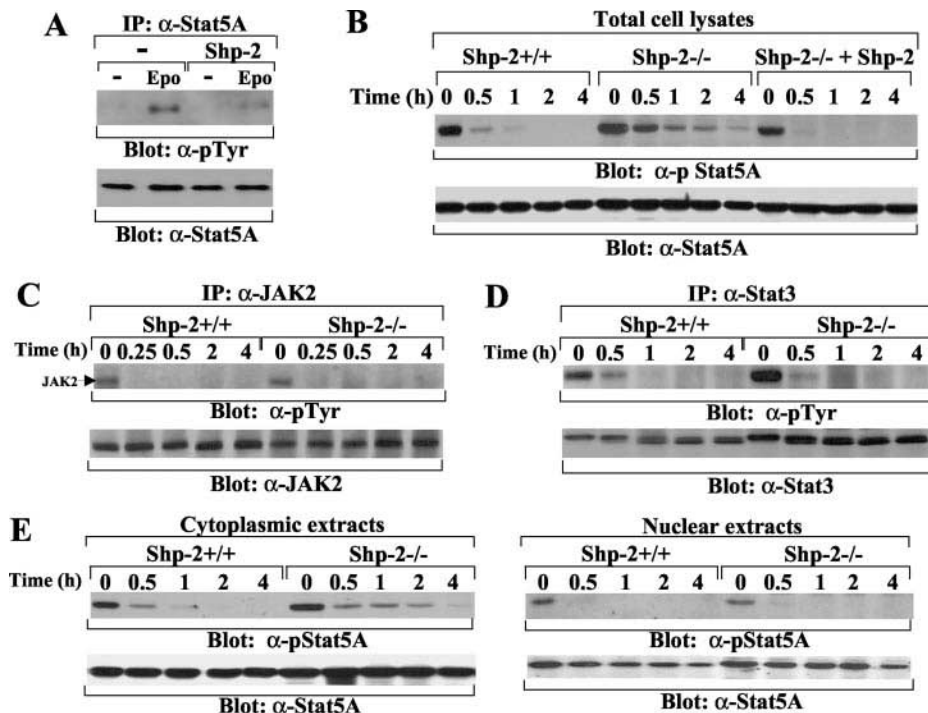 A
IP: α-Stat5A
- Shp-2
- Epo - Epo
Blot: α-pTyr
Blot: α-Stat5A
B
Total cell lysates
Shp-2+/+ Shp-2-/- Shp-2-/- + Shp-2
Time (h) 0 0.5 1 2 4 0 0.5 1 2 4 0 0.5 1 2 4
Blot: α-p Stat5A
Blot: α-Stat5A
C
IP: α-JAK2
Shp-2+/+ Shp-2-/-
Time (h) 0 0.25 0.5 2 4 0 0.25 0.5 2 4
JAK2
Blot: α-pTyr
Blot: α-JAK2
D
IP: α-Stat3
Shp-2+/+ Shp-2-/-
Time (h) 0 0.5 1 2 4 0 0.5 1 2 4
Blot: α-pTyr
Blot: α-Stat3
E
Cytoplasmic extracts
Shp-2+/+ Shp-2-/-
Time (h) 0 0.5 1 2 4 0 0.5 1 2 4
Blot: α-pStat5A
Blot: α-Stat5A
Nuclear extracts
Shp-2+/+ Shp-2-/-
0 0.5 1 2 4 0 0.5 1 2 4
Blot: α-pStat5A
Blot: α-Stat5A